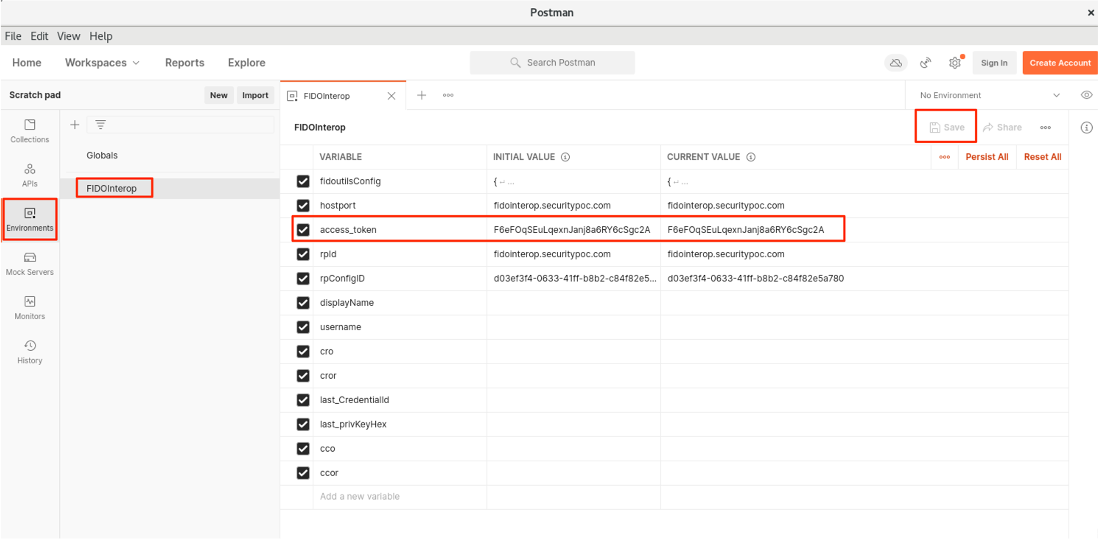 Postman
File Edit View Help
Home Workspaces Reports Explore Search Postman Sign In Create Account
Scratch pad New Import FIDOInterop No Environment
Collections
APIs
Environments
Mock Servers
Monitors
History
Globals
FIDOInterop
FIDOInterop Save Share
VARIABLE INITIAL VALUE CURRENT VALUE Persist All Reset All
fidoutilsConfig { ↵ ... { ↵ ...
hostport fidointerop.securitypoc.com fidointerop.securitypoc.com
access_token F6eFOqSEuLqexnJanj8a6RY6cSgc2A F6eFOqSEuLqexnJanj8a6RY6cSgc2A
rpId fidointerop.securitypoc.com fidointerop.securitypoc.com
rpConfigID d03ef3f4-0633-41ff-b8b2-c84f82e5... d03ef3f4-0633-41ff-b8b2-c84f82e5a780
displayName
username
cro
cror
last_CredentialId
last_privKeyHex
cco
ccor
Add a new variable